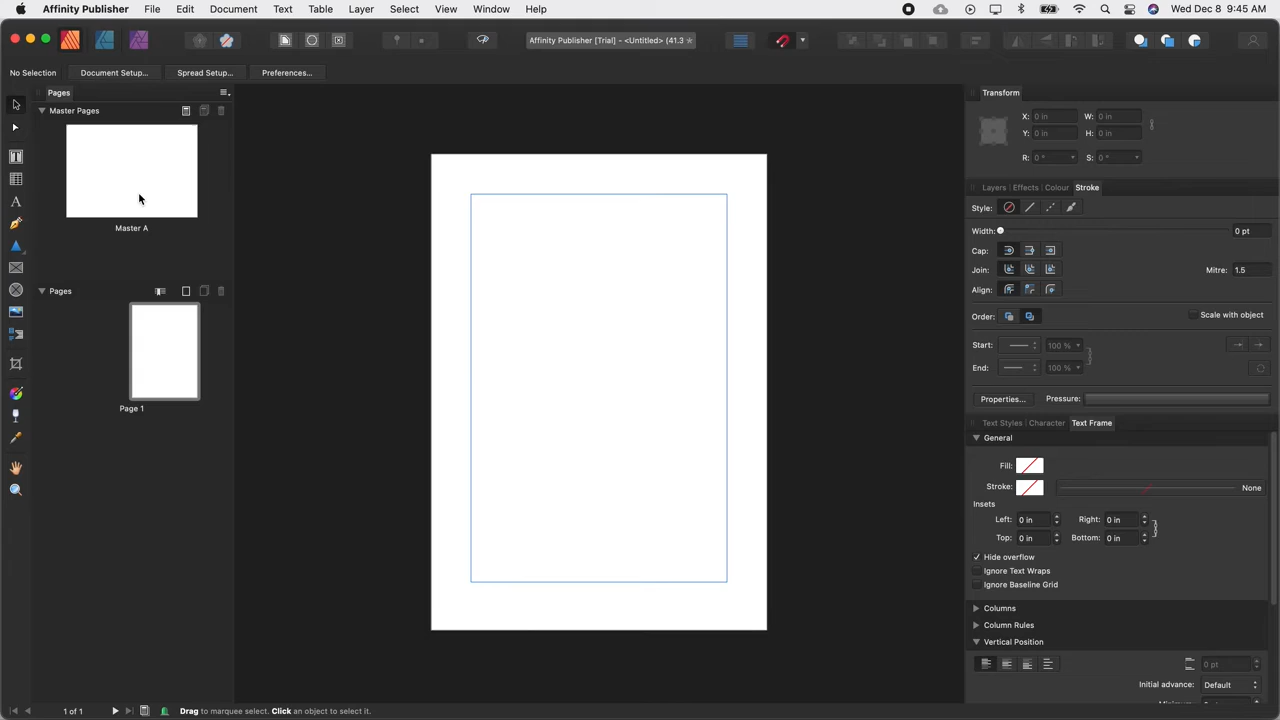 Affinity Publisher File Edit Document Text Table Layer Select View Window Help Wed Dec 8 9:45 AM
Affinity Publisher [Trial] - <Untitled> (41.3
No Selection Document Setup... Spread Setup... Preferences...
Pages
Master Pages
Master A
Pages
Page 1
Transform
X: 0 in W: 0 in
Y: 0 in H: 0 in
R: 0 ° S: 0 °
Layers Effects Colour Stroke
Style:
Width: 0 pt
Cap:
Join: Mitre: 1.5
Align:
Order: Scale with object
Start: 100 %
End: 100 %
Properties... Pressure:
Text Styles Character Text Frame
General
Fill:
Stroke: None
Insets
Left: 0 in Right: 0 in
Top: 0 in Bottom: 0 in
Hide overflow
Ignore Text Wraps
Ignore Baseline Grid
Columns
Column Rules
Vertical Position
0 pt
Initial advance: Default
1 of 1 Drag to marquee select. Click an object to select it.